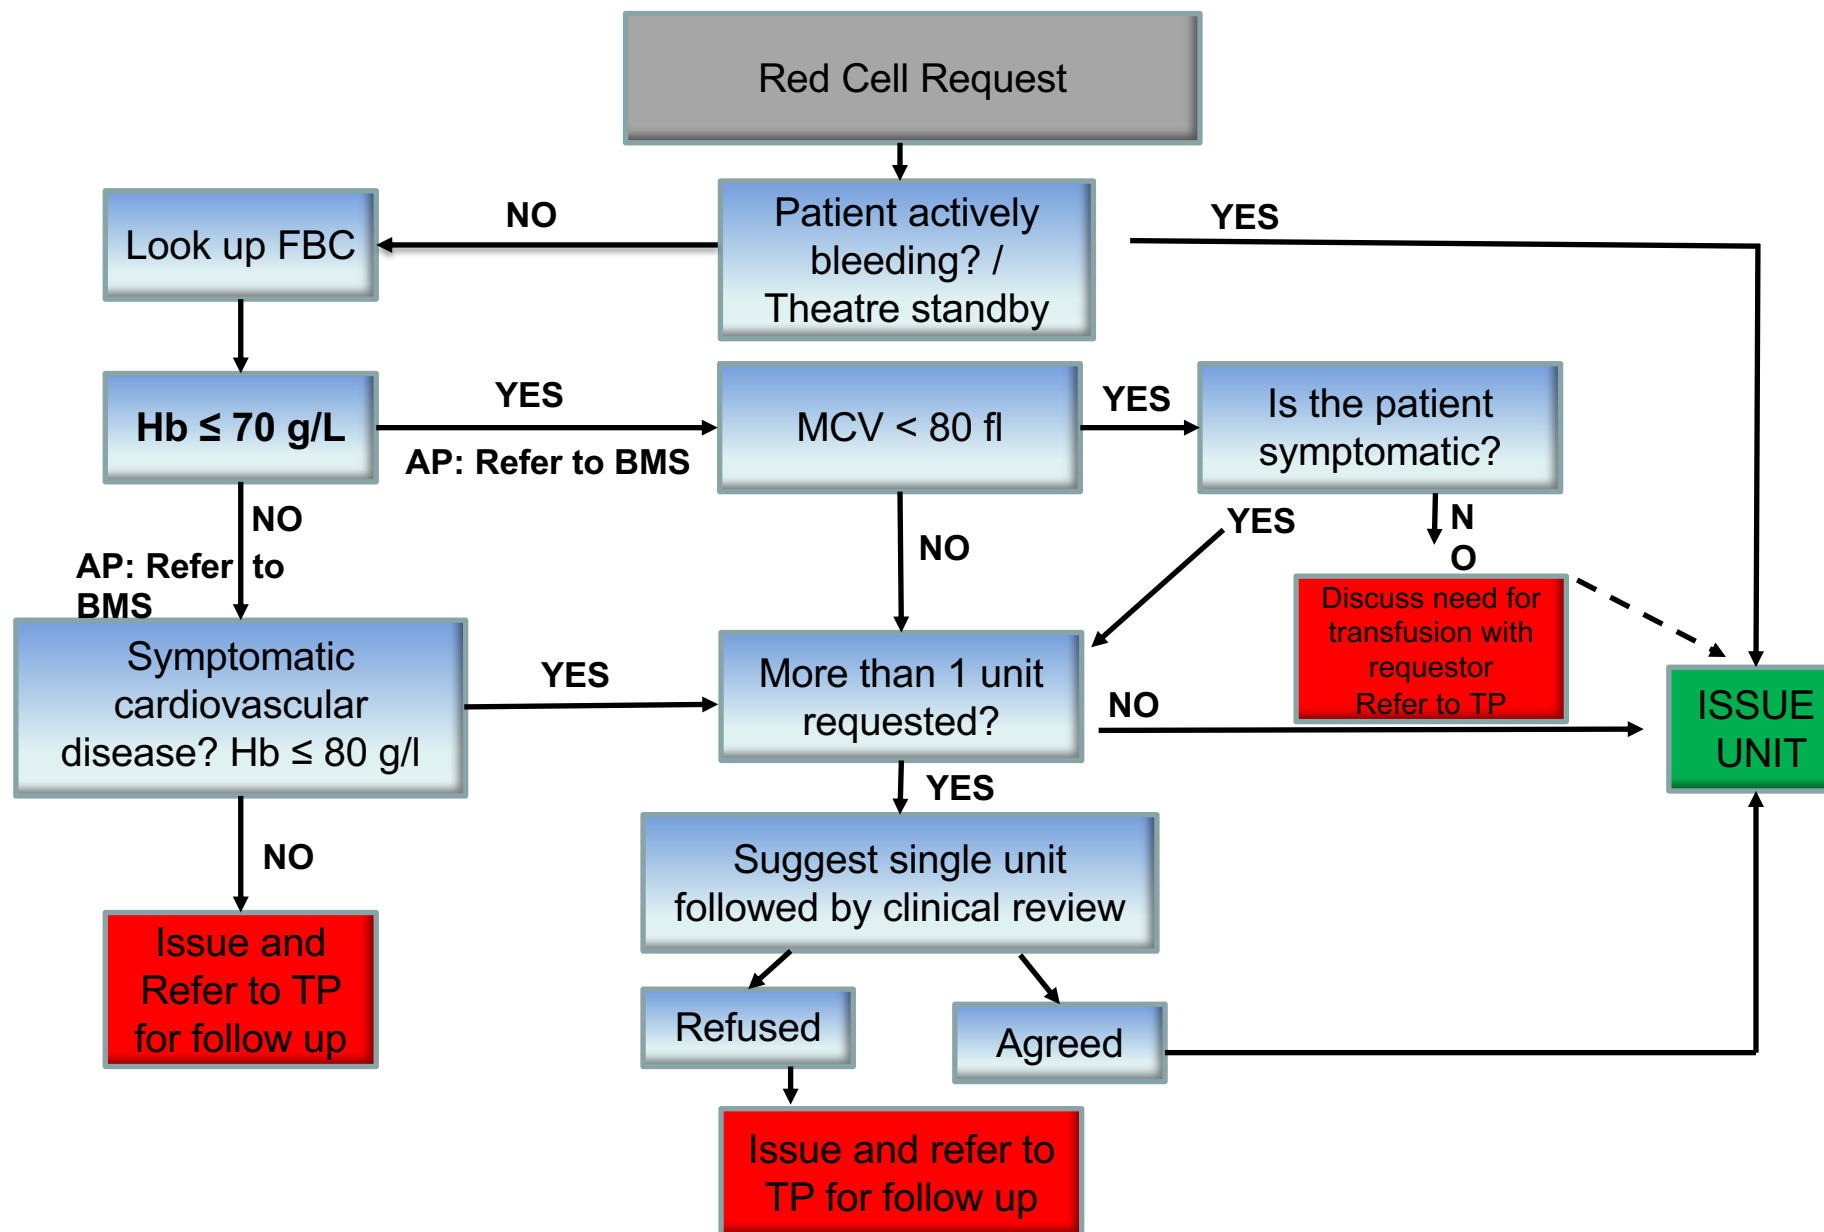 Red Cell Request
Patient actively
bleeding? /
Theatre standby
NO
YES
Look up FBC
Hb ≤ 70 g/L
YES
AP: Refer to BMS
MCV < 80 fl
YES
Is the patient
symptomatic?
NO
AP: Refer to
BMS
NO
YES
N
O
Discuss need for
transfusion with
requestor
Refer to TP
Symptomatic
cardiovascular
disease? Hb ≤ 80 g/l
YES
More than 1 unit
requested?
NO
ISSUE
UNIT
YES
NO
Suggest single unit
followed by clinical review
Issue and
Refer to TP
for follow up
Refused
Agreed
Issue and refer to
TP for follow up